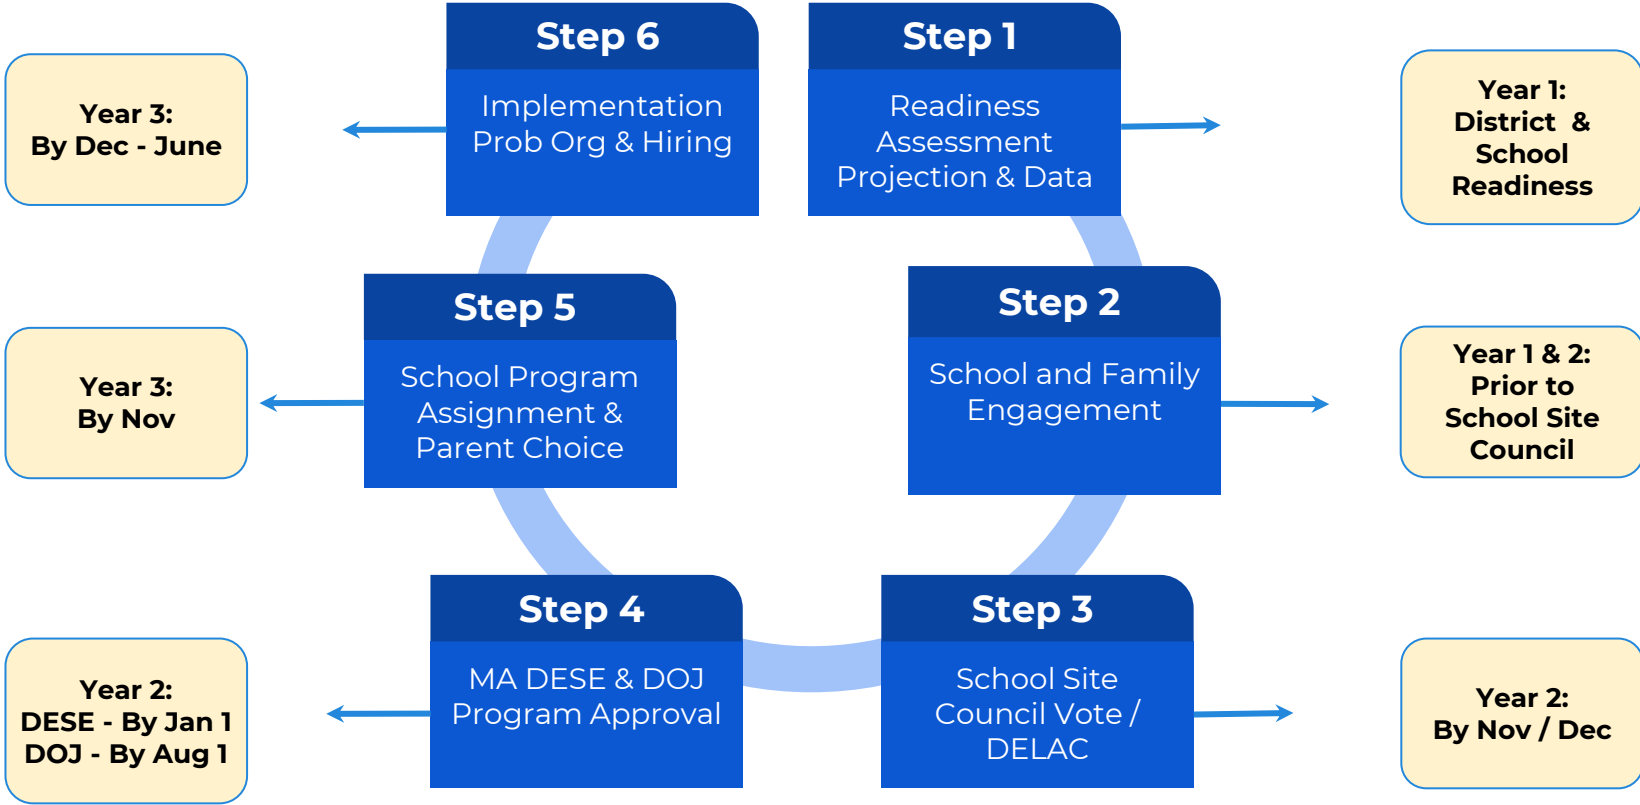 Step 6
Implementation
Prob Org & Hiring
Year 3:
By Dec - June
Step 1
Readiness
Assessment
Projection & Data
Year 1:
District  &
School
Readiness
Step 5
School Program
Assignment &
Parent Choice
Year 3:
By Nov
Step 2
School and Family
Engagement
Year 1 & 2:
Prior to
School Site
Council
Step 4
MA DESE & DOJ
Program Approval
Year 2:
DESE - By Jan 1
DOJ - By Aug 1
Step 3
School Site
Council Vote /
DELAC
Year 2:
By Nov / Dec